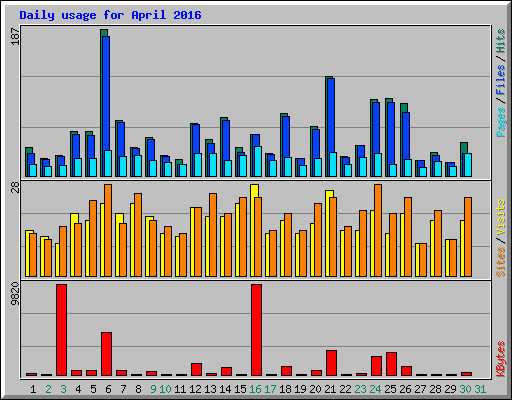 Daily usage for April 2016
187
Pages / Files / Hits
28
Sites / Visits
9820
KBytes
1 2 3 4 5 6 7 8 9 10 11 12 13 14 15 16 17 18 19 20 21 22 23 24 25 26 27 28 29 30 31